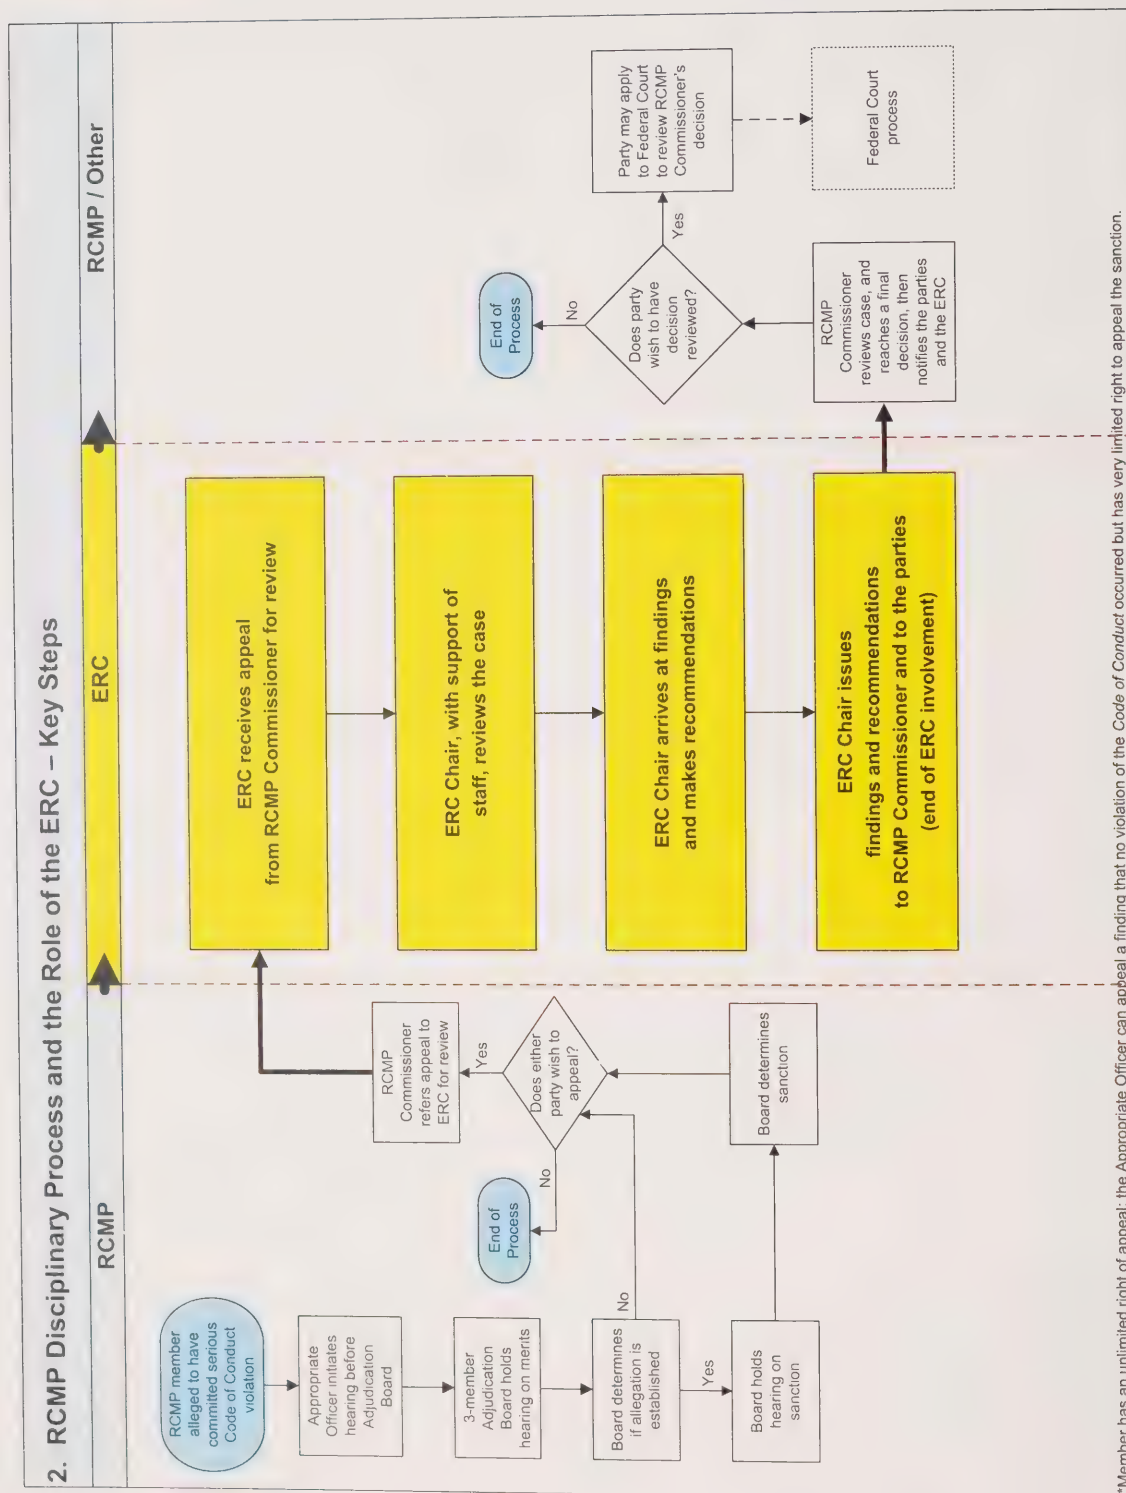 2. RCMP Disciplinary Process and the Role of the ERC – Key Steps
RCMP
ERC
RCMP / Other
RCMP member
alleged to have
committed serious
Code of Conduct
violation
Appropriate
Officer initiates
hearing before
Adjudication
Board
3-member
Adjudication
Board holds
hearing on merits
Board determines
if allegation is
established
No
Yes
Board holds
hearing on
sanction
Board determines
sanction
Does either
party wish to
appeal?
No
End of
Process
Yes
RCMP
Commissioner
refers appeal to
ERC for review
ERC receives appeal
from RCMP Commissioner for review
ERC Chair, with support of
staff, reviews the case
ERC Chair arrives at findings
and makes recommendations
ERC Chair issues
findings and recommendations
to RCMP Commissioner and to the parties
(end of ERC involvement)
RCMP
Commissioner
reviews case, and
reaches a final
decision, then
notifies the parties
and the ERC
Does party
wish to have
decision
reviewed?
No
End of
Process
Yes
Party may apply
to Federal Court
to review RCMP
Commissioner's
decision
Federal Court
process
*Member has an unlimited right of appeal; the Appropriate Officer can appeal a finding that no violation of the Code of Conduct occurred but has very limited right to appeal the sanction.